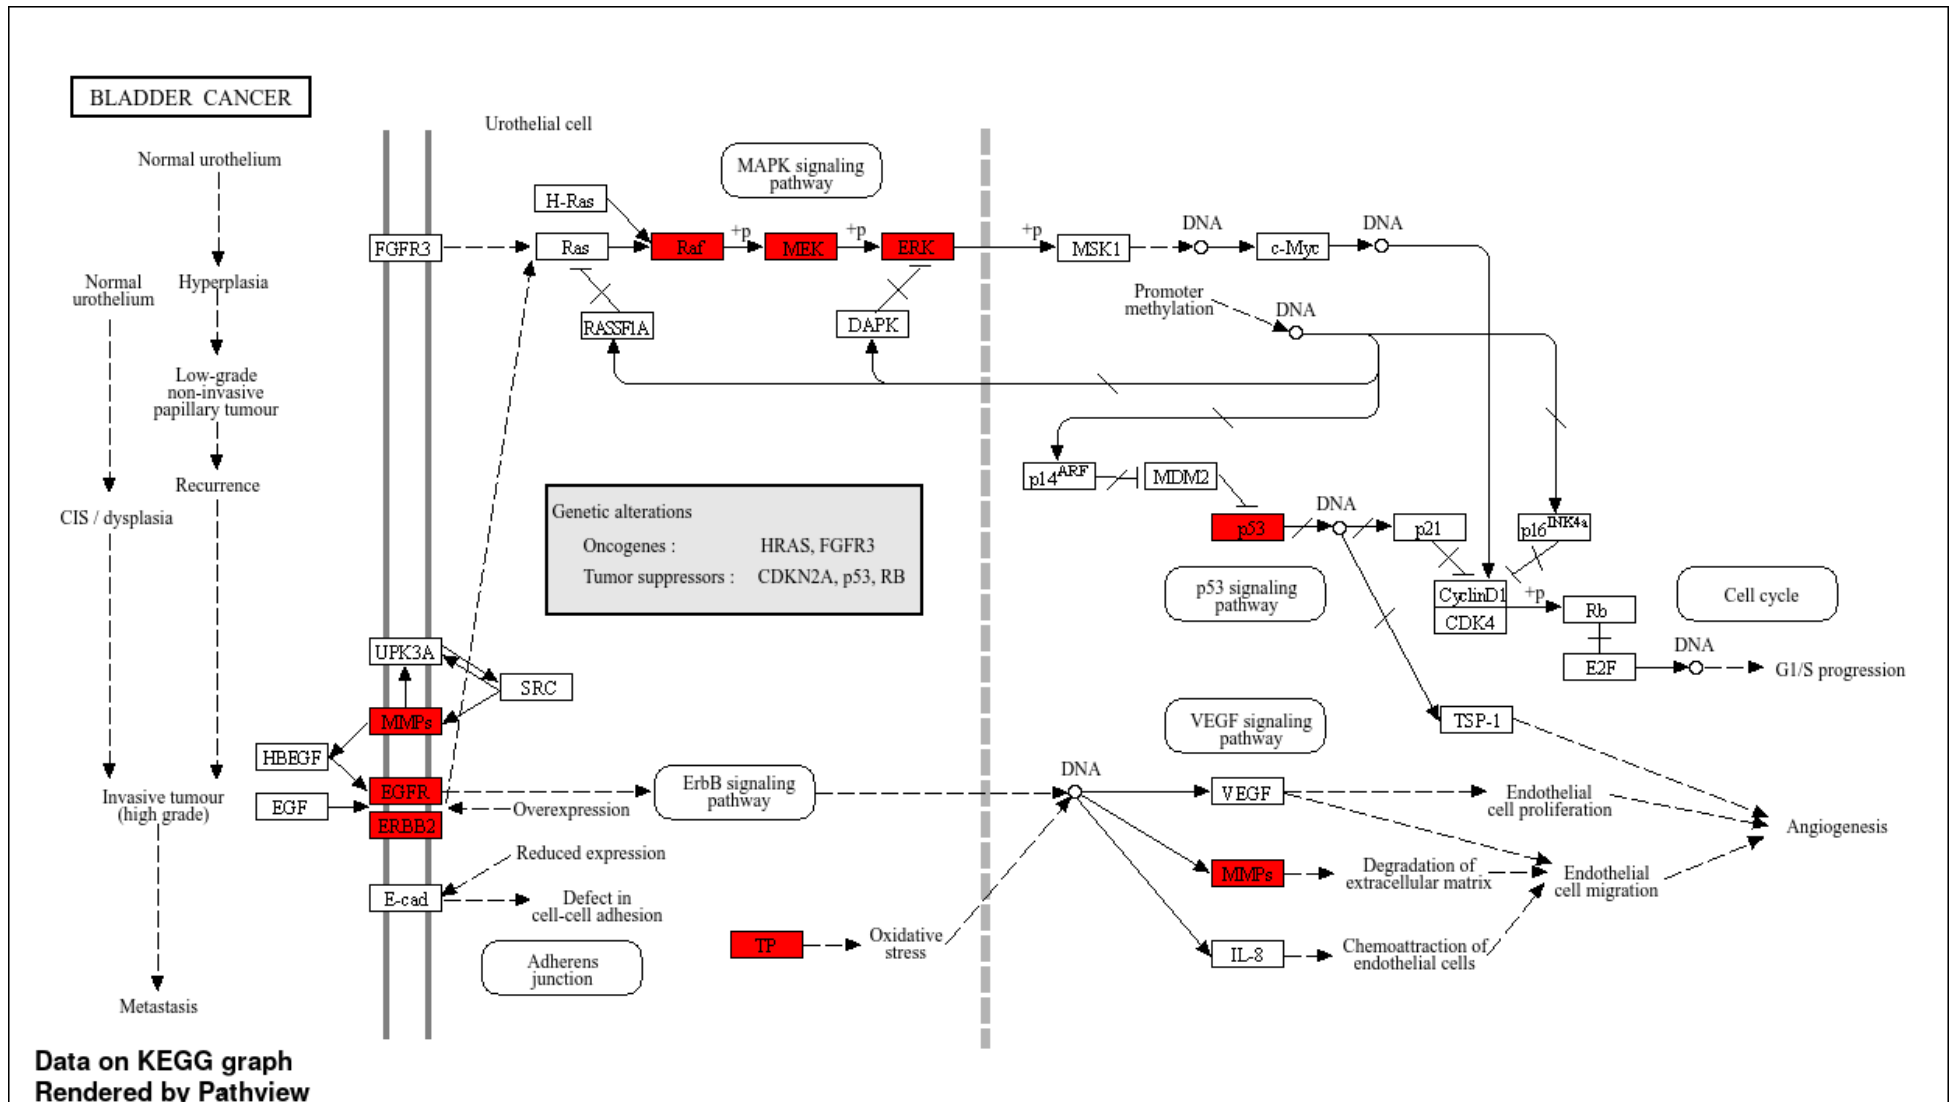 BLADDER CANCER
Urothelial cell
Normal urothelium
MAPK signaling
pathway
H-Ras
FGFR3
Ras
Raf
+p
MEK
+p
ERK
+p
MSK1
DNA
c-Myc
DNA
Normal
urothelium
Hyperplasia
Promoter
methylation
DNA
RASSF1A
DAPK
Low-grade
non-invasive
papillary tumour
Recurrence
CIS / dysplasia
p14ARF
MDM2
p53
DNA
p21
p16INK4a
Genetic alterations
Oncogenes : HRAS, FGFR3
Tumor suppressors : CDKN2A, p53, RB
p53 signaling
pathway
CyclinD1
CDK4
+p
Rb
Cell cycle
E2F
DNA
G1/S progression
UPK3A
SRC
MMPs
HBEGF
EGFR
EGF
ERBB2
Overexpression
ErbB signaling
pathway
VEGF signaling
pathway
TSP-1
DNA
VEGF
Endothelial
cell proliferation
Angiogenesis
Invasive tumour
(high grade)
Reduced expression
E-cad
Defect in
cell-cell adhesion
MMPs
Degradation of
extracellular matrix
Endothelial
cell migration
TP
Oxidative
stress
IL-8
Chemoattraction of
endothelial cells
Adherens
junction
Metastasis
Data on KEGG graph
Rendered by Pathview